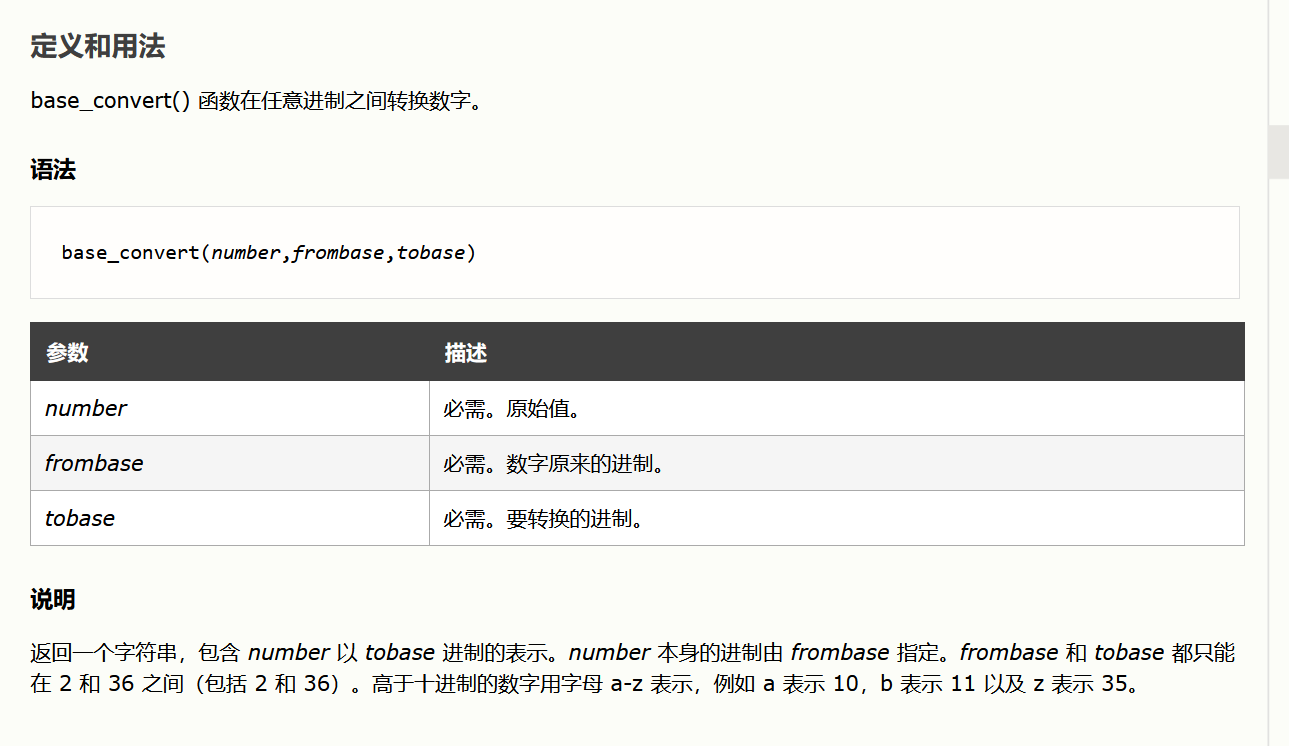 定义和用法
base_convert() 函数在任意进制之间转换数字。
语法
base_convert(number,frombase,tobase)
参数 描述
number 必需。原始值。
frombase 必需。数字原来的进制。
tobase 必需。要转换的进制。
说明
返回一个字符串，包含 number 以 tobase 进制的表示。number 本身的进制由 frombase 指定。frombase 和 tobase 都只能
在 2 和 36 之间（包括 2 和 36）。高于十进制的数字用字母 a-z 表示，例如 a 表示 10，b 表示 11 以及 z 表示 35。